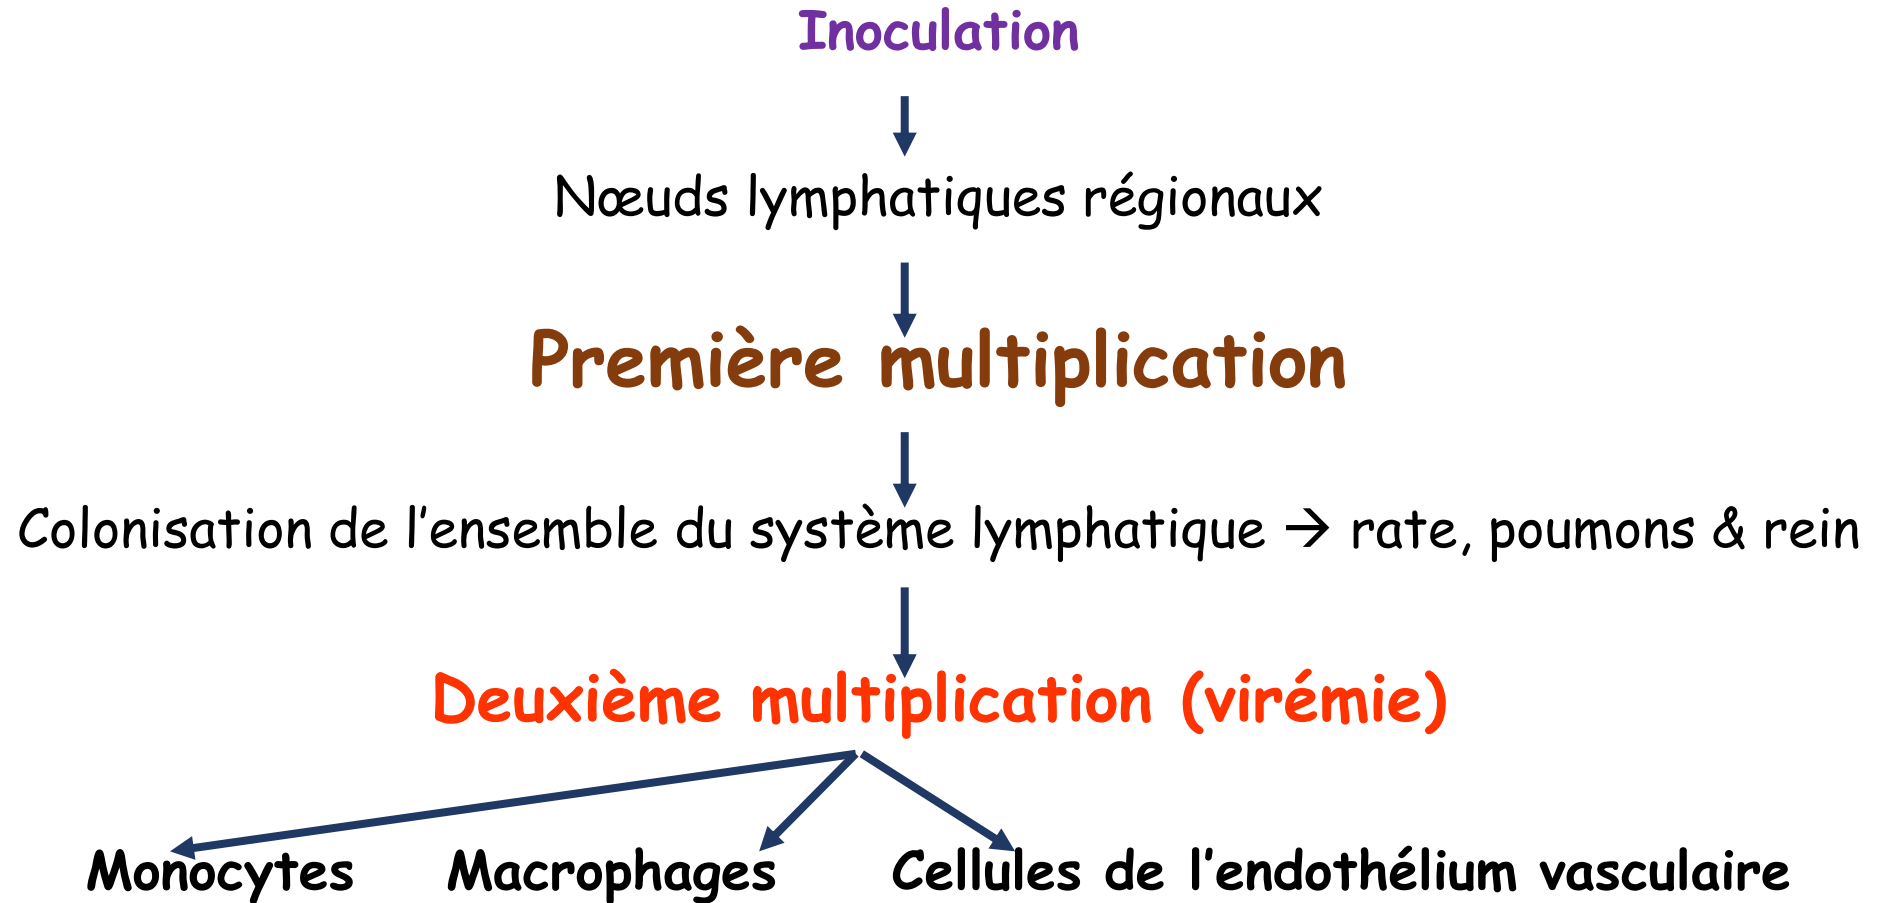 Inoculation
Nœuds lymphatiques régionaux
Première multiplication
Colonisation de l’ensemble du système lymphatique → rate, poumons & rein
Deuxième multiplication (virémie)
Monocytes Macrophages Cellules de l’endothélium vasculaire